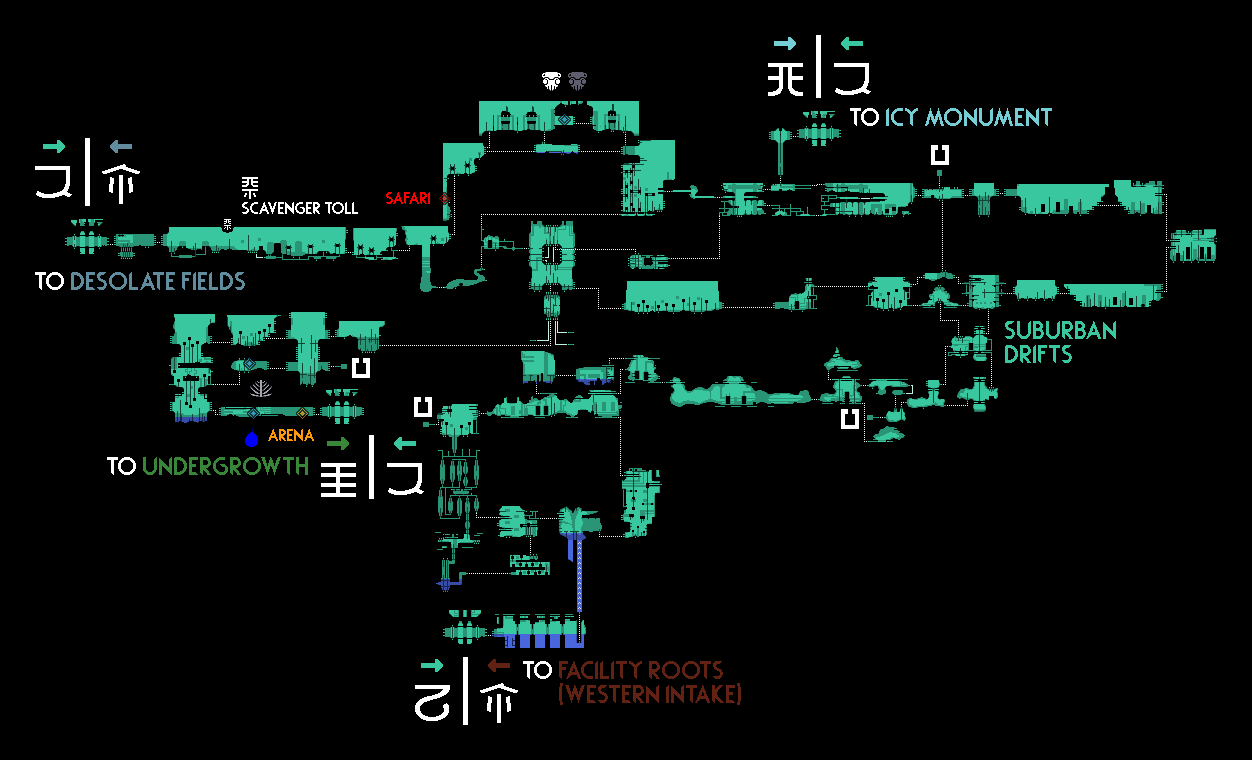 TO ICY MONUMENT
SCAVENGER TOLL
SAFARI
TO DESOLATE FIELDS
SUBURBAN
DRIFTS
ARENA
TO UNDERGROWTH
TO FACILITY ROOTS
(WESTERN INTAKE)